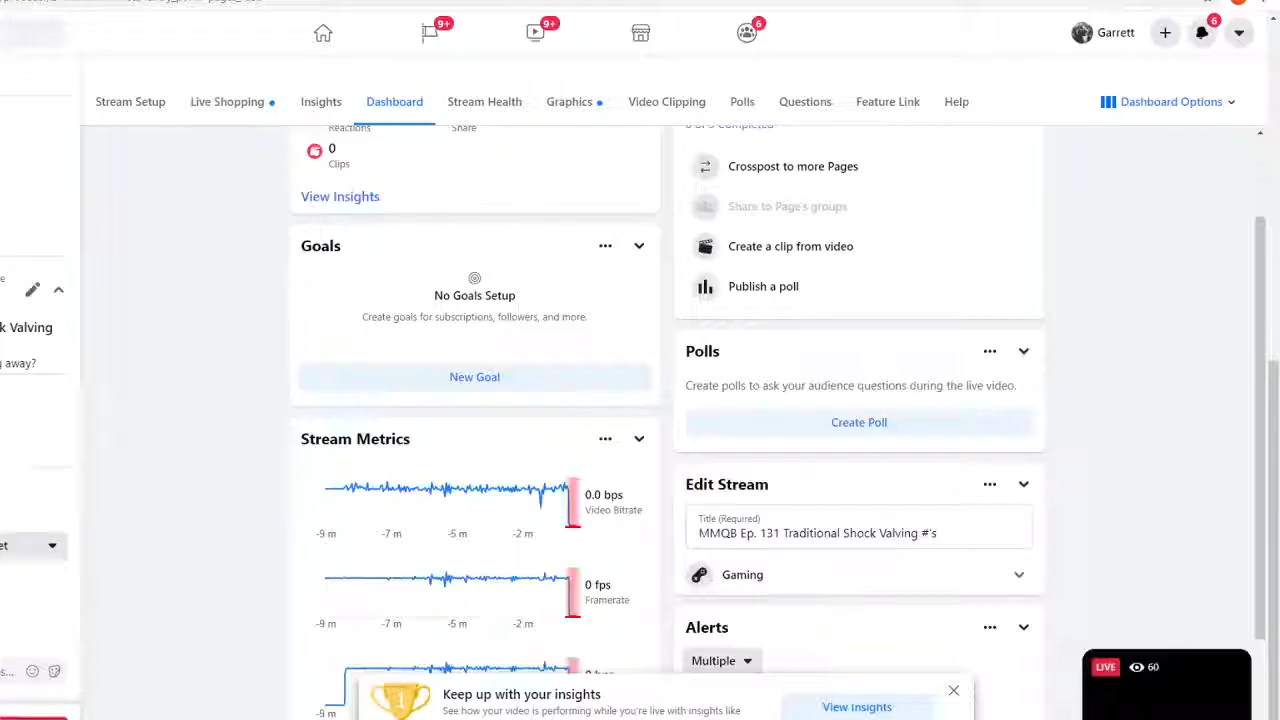 9+
9+
6
Garrett
6
Stream Setup
Live Shopping
Insights
Dashboard
Stream Health
Graphics
Video Clipping
Polls
Questions
Feature Link
Help
Dashboard Options
Reactions
Share
0
Clips
View Insights
Goals
No Goals Setup
Create goals for subscriptions, followers, and more.
New Goal
Stream Metrics
0.0 bps
Video Bitrate
-9 m -7 m -5 m -2 m
0 fps
Framerate
-9 m -7 m -5 m -2 m
-9 m
Crosspost to more Pages
Share to Page's groups
Create a clip from video
Publish a poll
Polls
Create polls to ask your audience questions during the live video.
Create Poll
Edit Stream
Title (Required)
MMQB Ep. 131 Traditional Shock Valving #'s
Gaming
Alerts
Multiple
k Valving
g away?
et
s...
Keep up with your insights
See how your video is performing while you're live with insights like
View Insights
LIVE
60